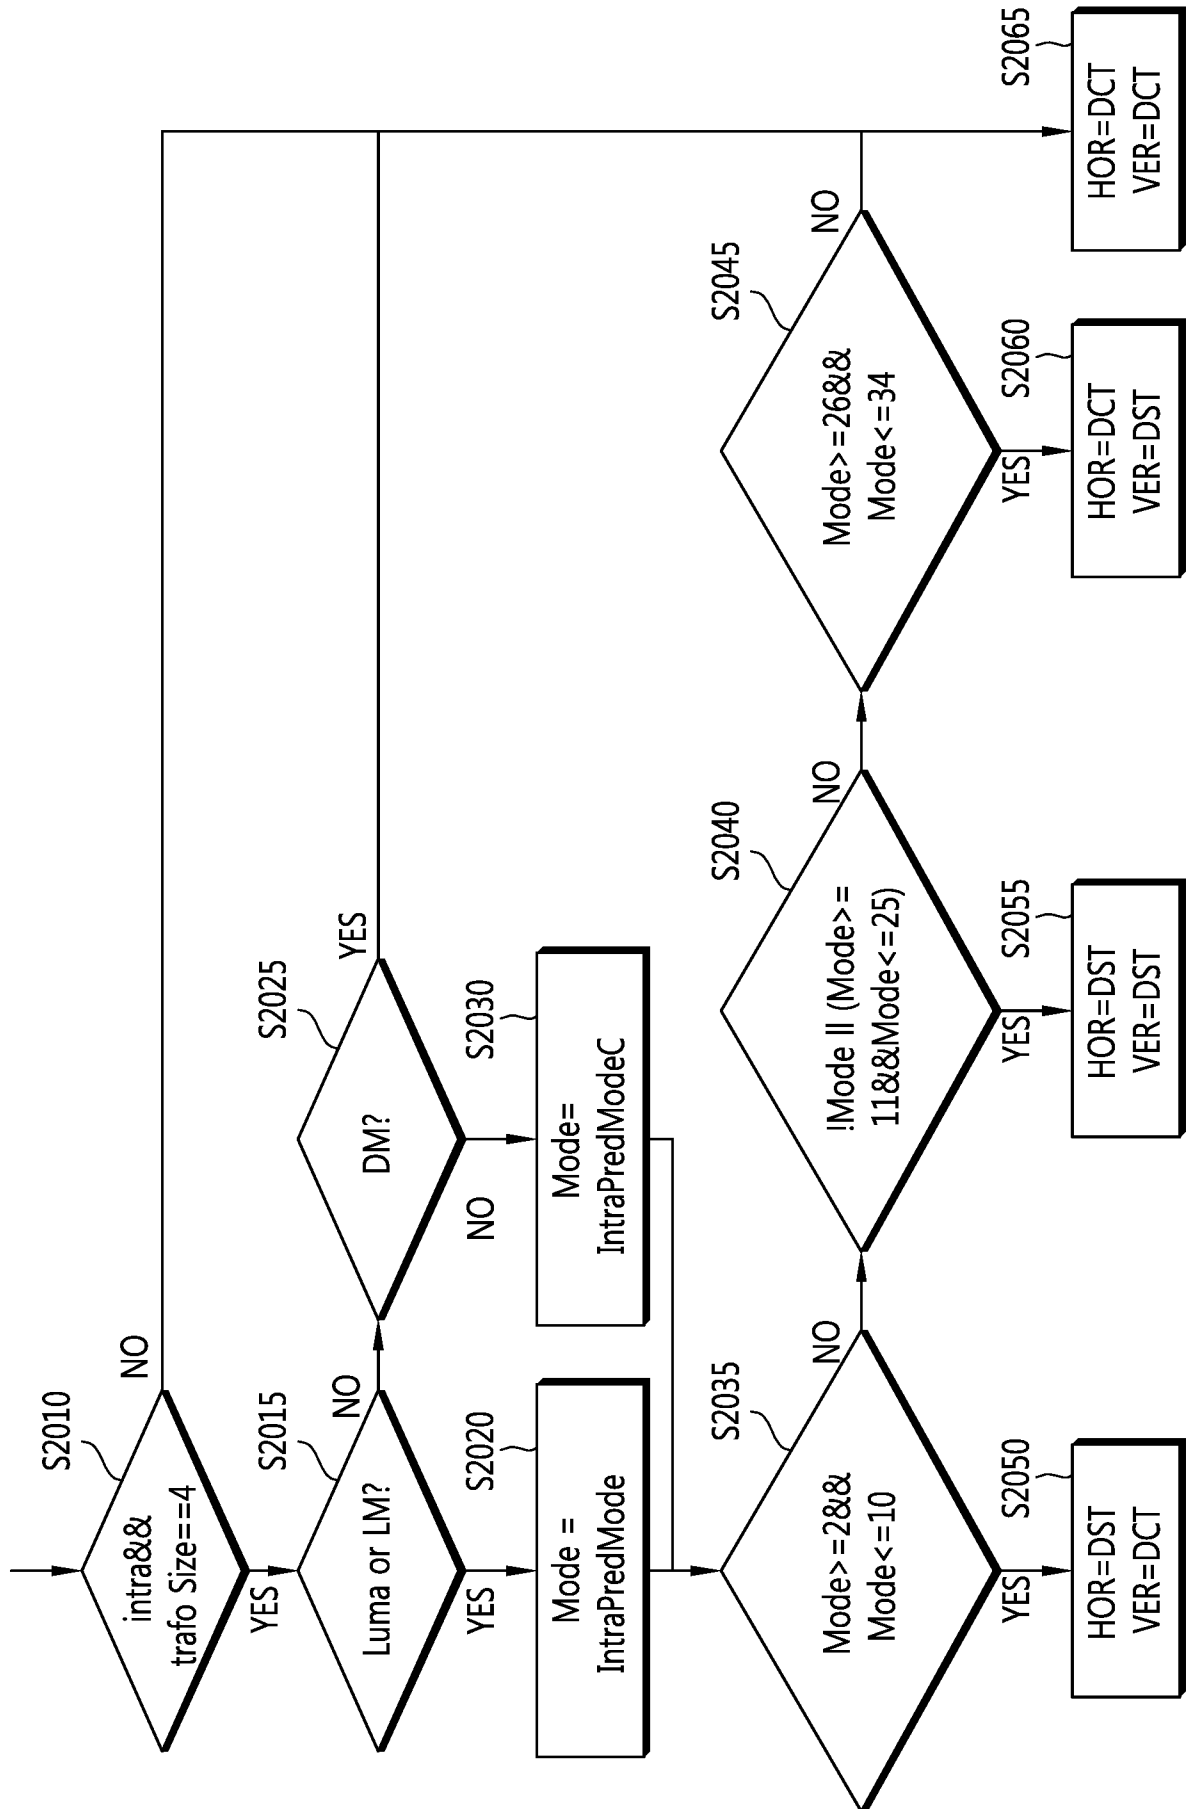 S2010
intra&&
trafo Size==4
NO
YES
S2015
Luma or LM?
NO
YES
S2025
DM?
YES
NO
S2020
Mode =
IntraPredMode
S2030
Mode=
IntraPredModeC
S2035
Mode>=2&&
Mode<=10
NO
YES
S2040
!Mode II (Mode>=
11&&Mode<=25)
NO
YES
S2045
Mode>=26&&
Mode<=34
NO
YES
S2050
HOR=DST
VER=DCT
S2055
HOR=DST
VER=DST
S2060
HOR=DCT
VER=DST
S2065
HOR=DCT
VER=DCT